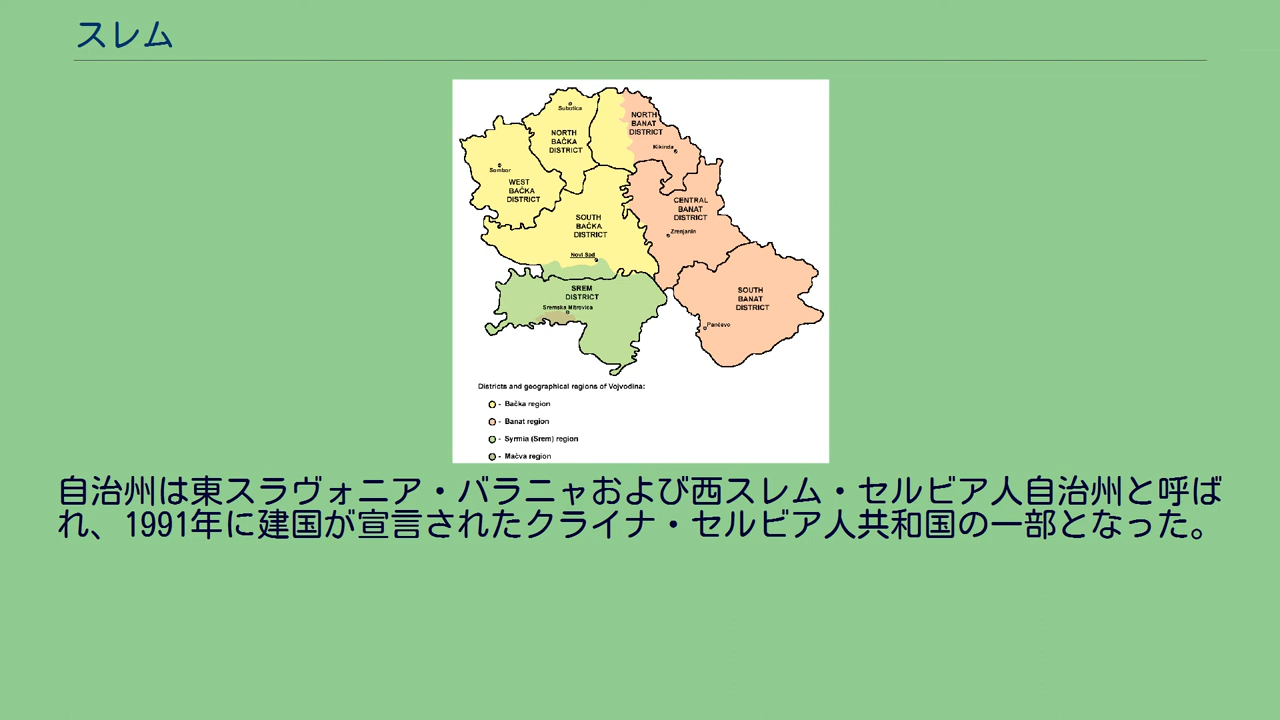 スレム
Subotica
NORTH
BAČKA
DISTRICT
NORTH
BANAT
DISTRICT
Kikinda
Sombor
WEST
BAČKA
DISTRICT
SOUTH
BAČKA
DISTRICT
CENTRAL
BANAT
DISTRICT
Zrenjanin
Novi Sad
SREM
DISTRICT
Sremska Mitrovica
SOUTH
BANAT
DISTRICT
Pančevo
Districts and geographical regions of Vojvodina:
- Bačka region
- Banat region
- Syrmia (Srem) region
- Mačva region
自治州は東スラヴォニア・バラニャおよび西スレム・セルビア人自治州と呼ば
れ、1991年に建国が宣言されたクライナ・セルビア人共和国の一部となった。